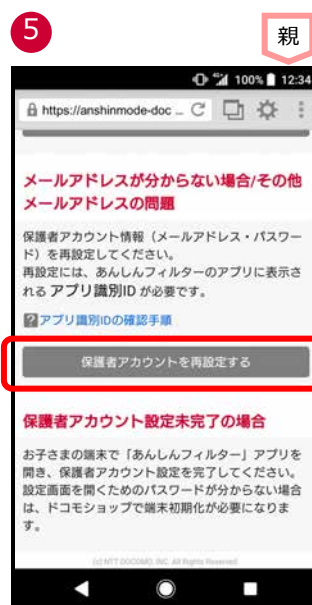 5
親
100% 12:34
https://anshinmode-doc ...
メールアドレスが分からない場合/その他
メールアドレスの問題
保護者アカウント情報（メールアドレス・パスワー
ド）を再設定してください。
再設定には、あんしんフィルターのアプリに表示さ
れる アプリ識別ID が必要です。
?アプリ識別IDの確認手順
保護者アカウントを再設定する
保護者アカウント設定未完了の場合
お子さまの端末で「あんしんフィルター」アプリを
開き、保護者アカウント設定を完了してください。
設定画面を開くためのパスワードが分からない場合
は、ドコモショップで端末初期化が必要になりま
す。
(c) NTT DOCOMO, INC. All Rights Reserved.